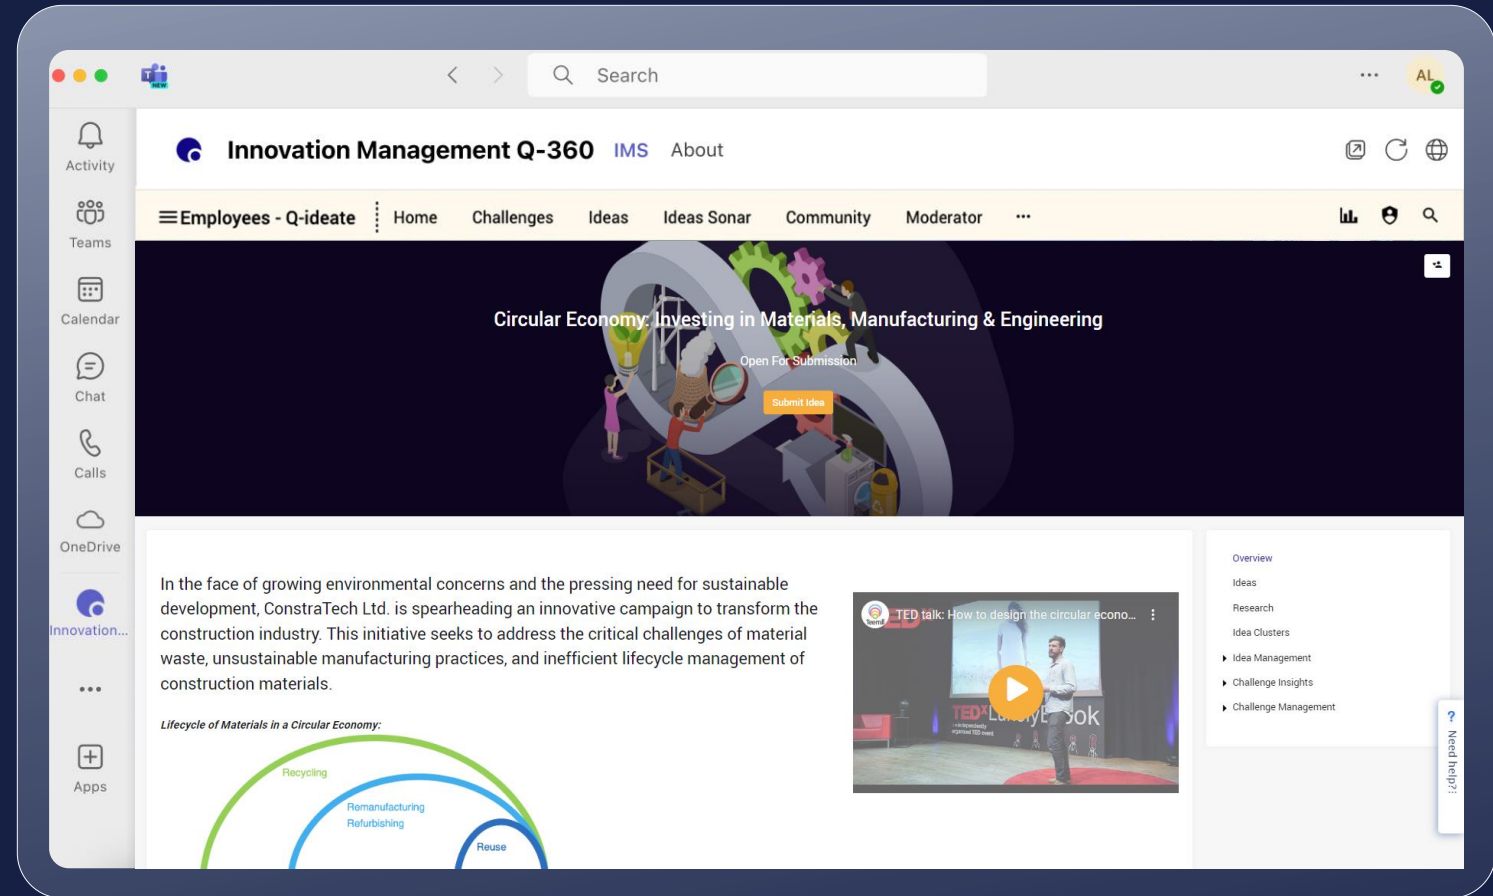 T
NEW
Search
AL
Activity
Teams
Calendar
Chat
Calls
OneDrive
Innovation...
Apps
Innovation Management Q-360 IMS About
Employees - Q-ideate Home Challenges Ideas Ideas Sonar Community Moderator
Circular Economy: Investing in Materials, Manufacturing & Engineering
Open For Submission
Submit Idea
In the face of growing environmental concerns and the pressing need for sustainable
development, ConstraTech Ltd. is spearheading an innovative campaign to transform the
construction industry. This initiative seeks to address the critical challenges of material
waste, unsustainable manufacturing practices, and inefficient lifecycle management of
construction materials.
Lifecycle of Materials in a Circular Economy:
Recycling
Remanufacturing
Refurbishing
Reuse
Teemill
TED talk: How to design the circular econo...
TEDx
Overview
Ideas
Research
Idea Clusters
Idea Management
Challenge Insights
Challenge Management
? Need help?